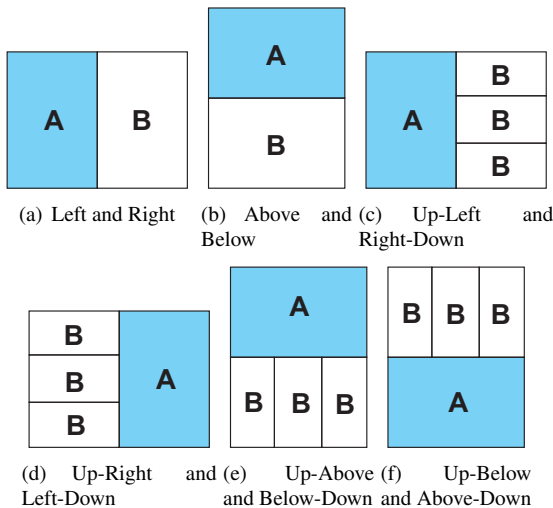 A B
(a) Left and Right
A
B
(b) Above and
Below
A
B
B
B
(c) Up-Left and
Right-Down
B
B
B
A
(d) Up-Right and
Left-Down
A
B B B
(e) Up-Above
and Below-Down
B B B
A
(f) Up-Below
and Above-Down